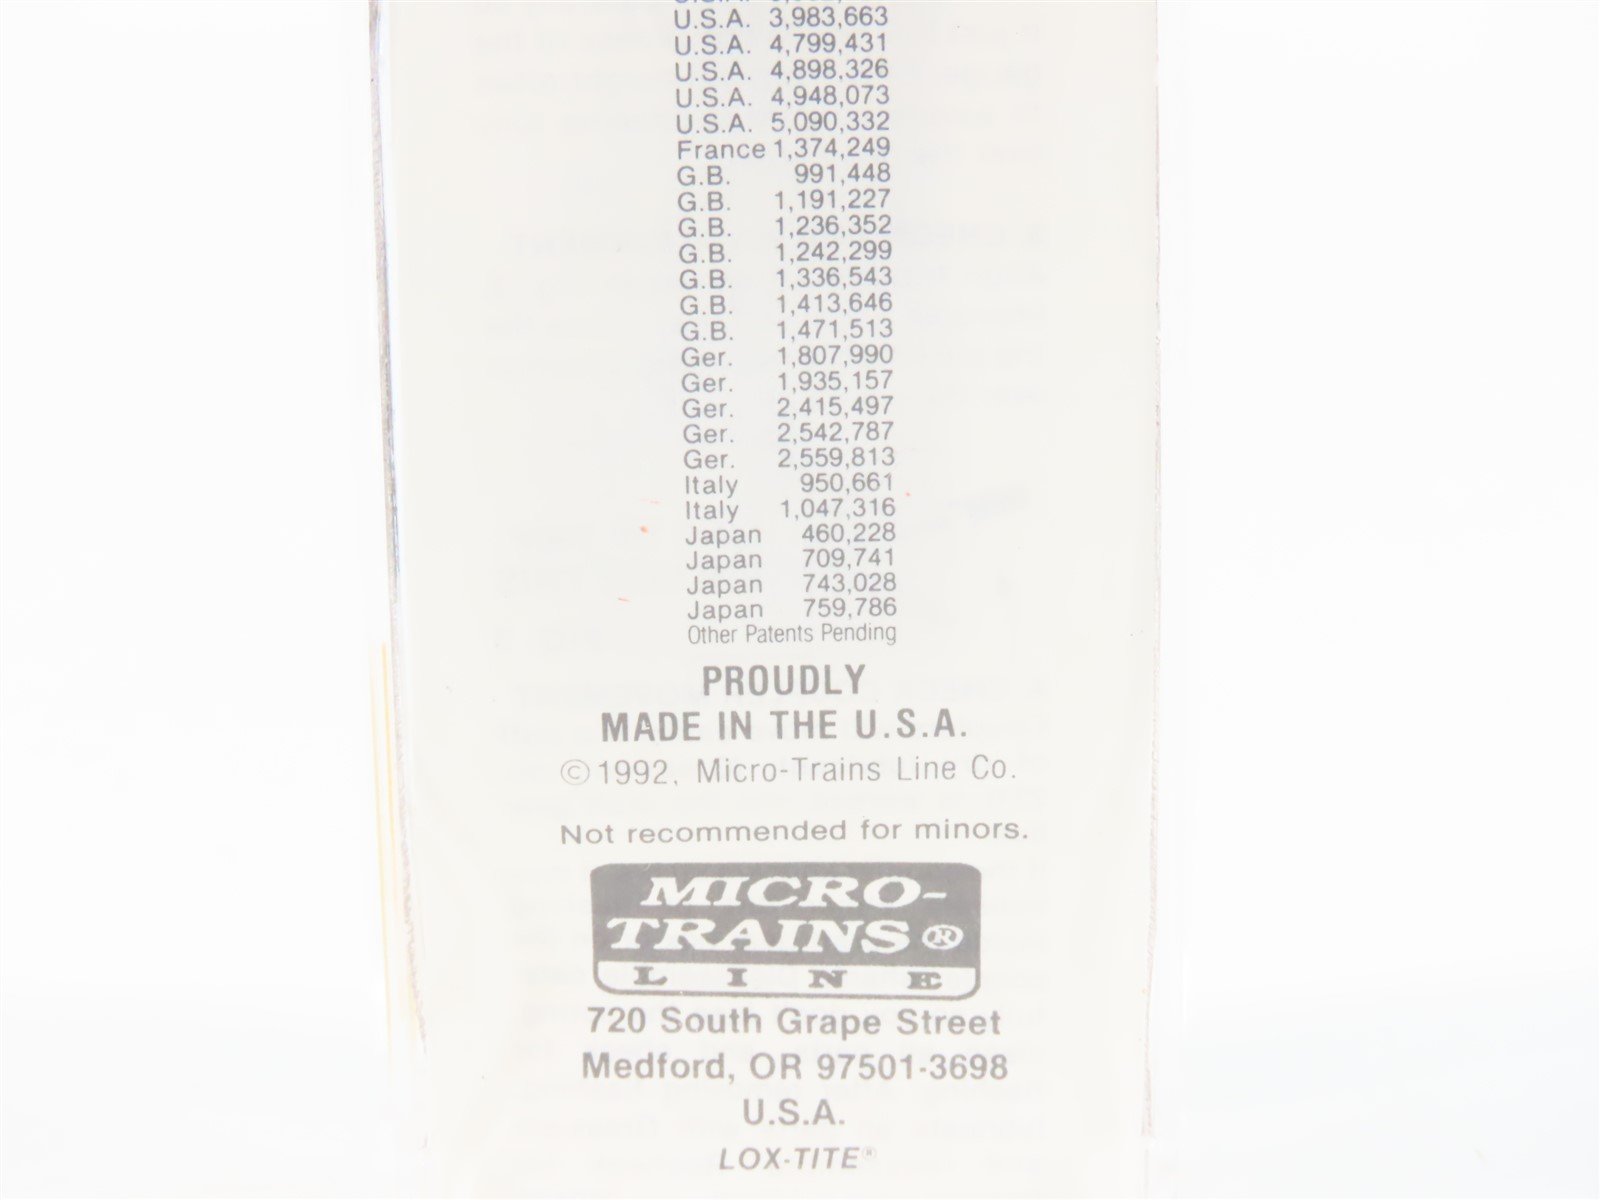 U.S.A. 3,983,663
U.S.A. 4,799,431
U.S.A. 4,898,326
U.S.A. 4,948,073
U.S.A. 5,090,332
France 1,374,249
G.B. 991,448
G.B. 1,191,227
G.B. 1,236,352
G.B. 1,242,299
G.B. 1,336,543
G.B. 1,413,646
G.B. 1,471,513
Ger. 1,807,990
Ger. 1,935,157
Ger. 2,415,497
Ger. 2,542,787
Ger. 2,559,813
Italy 950,661
Italy 1,047,316
Japan 460,228
Japan 709,741
Japan 743,028
Japan 759,786
Other Patents Pending
PROUDLY
MADE IN THE U.S.A.
©1992, Micro-Trains Line Co.
Not recommended for minors.
MICRO-
TRAINS®
LINE
720 South Grape Street
Medford, OR 97501-3698
U.S.A.
LOX-TITE®